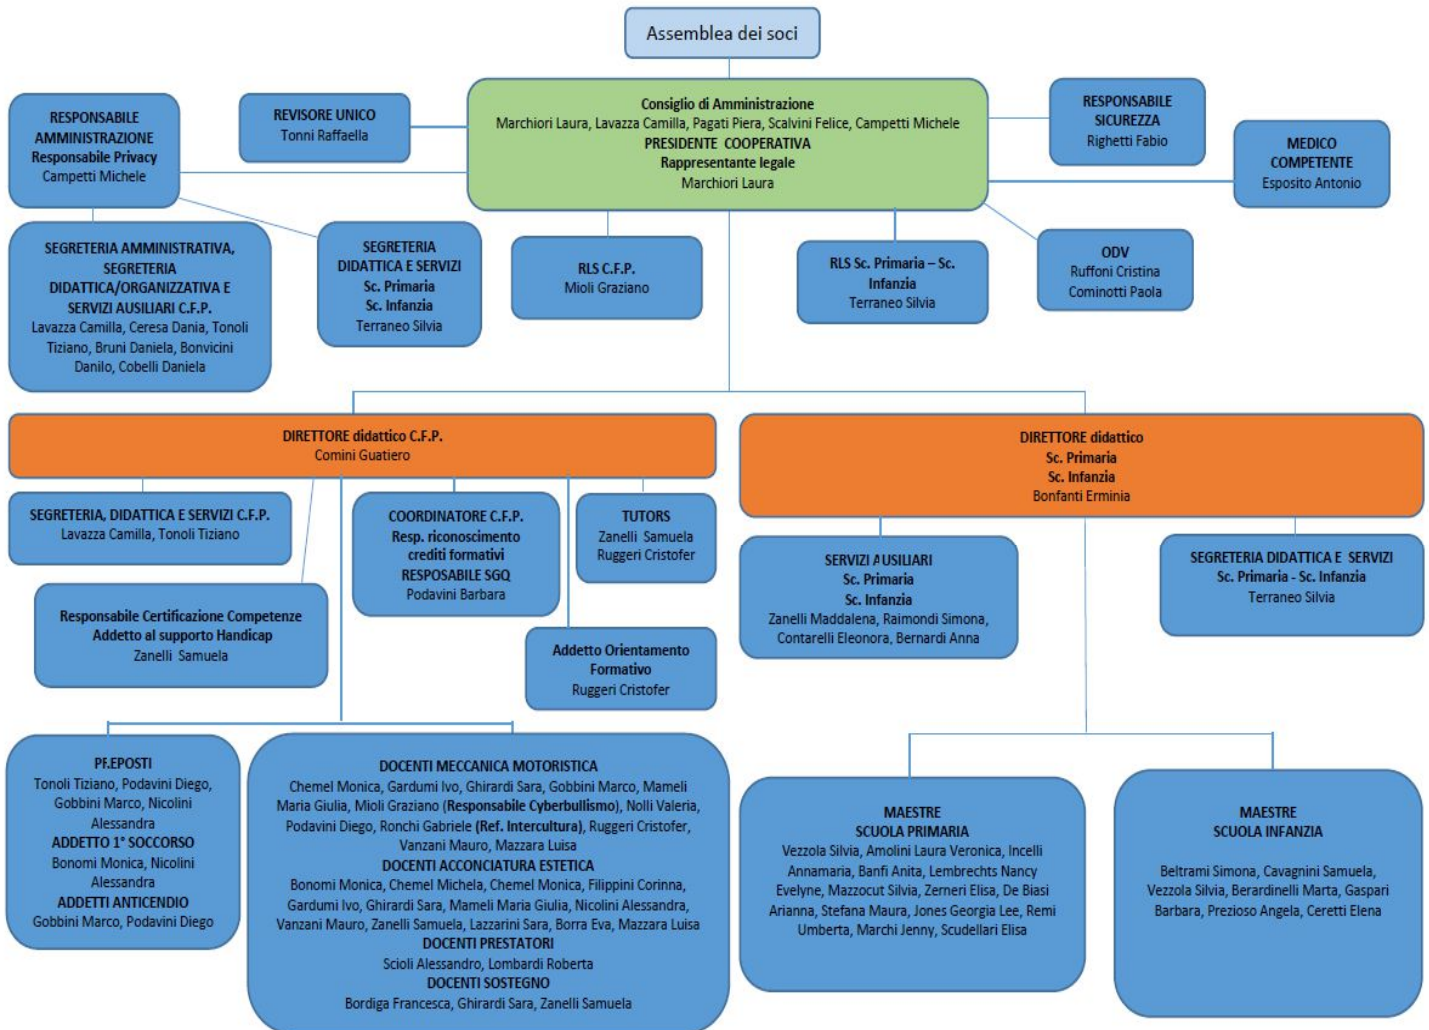 Assemblea dei soci
RESPONSABILE
AMMINISTRAZIONE
Responsabile Privacy
Campetti Michele
REVISORE UNICO
Tonni Raffaella
Consiglio di Amministrazione
Marchiori Laura, Lavazza Camilla, Pagati Piera, Scalvini Felice, Campetti Michele
PRESIDENTE COOPERATIVA
Rappresentante legale
Marchiori Laura
RESPONSABILE
SICUREZZA
Righetti Fabio
MEDICO
COMPETENTE
Esposito Antonio
SEGRETERIA AMMINISTRATIVA,
SEGRETERIA
DIDATTICA/ORGANIZZATIVA E
SERVIZI AUSILIARI C.F.P.
Lavazza Camilla, Ceresa Dania, Tonoli
Tiziano, Bruni Daniela, Bonvicini
Danilo, Cobelli Daniela
SEGRETERIA
DIDATTICA E SERVIZI
Sc. Primaria
Sc. Infanzia
Terraneo Silvia
RLS C.F.P.
Mioli Graziano
RLS Sc. Primaria – Sc.
Infanzia
Terraneo Silvia
ODV
Ruffoni Cristina
Cominotti Paola
DIRETTORE didattico C.F.P.
Comini Guatiero
DIRETTORE didattico
Sc. Primaria
Sc. Infanzia
Bonfanti Erminia
SEGRETERIA, DIDATTICA E SERVIZI C.F.P.
Lavazza Camilla, Tonoli Tiziano
Responsabile Certificazione Competenze
Addetto al supporto Handicap
Zanelli Samuela
COORDINATORE C.F.P.
Resp. riconoscimento
crediti formativi
RESPOSABILE SGQ
Podavini Barbara
TUTORS
Zanelli Samuela
Ruggeri Cristofer
Addetto Orientamento
Formativo
Ruggeri Cristofer
SERVIZI AUSILIARI
Sc. Primaria
Sc. Infanzia
Zanelli Maddalena, Raimondi Simona,
Contarelli Eleonora, Bernardi Anna
SEGRETERIA DIDATTICA E SERVIZI
Sc. Primaria - Sc. Infanzia
Terraneo Silvia
PREPOSTI
Tonoli Tiziano, Podavini Diego,
Gobbini Marco, Nicolini
Alessandra
ADDETTO 1° SOCCORSO
Bonomi Monica, Nicolini
Alessandra
ADDETTI ANTICENDIO
Gobbini Marco, Podavini Diego
DOCENTI MECCANICA MOTORISTICA
Chemel Monica, Gardumi Ivo, Ghirardi Sara, Gobbini Marco, Mameli
Maria Giulia, Mioli Graziano (Responsabile Cyberbullismo), Nolli Valeria,
Podavini Diego, Ronchi Gabriele (Ref. Intercultura), Ruggeri Cristofer,
Vanzani Mauro, Mazzara Luisa
DOCENTI ACCONCIATURA ESTETICA
Bonomi Monica, Chemel Michela, Chemel Monica, Filippini Corinna,
Gardumi Ivo, Ghirardi Sara, Mameli Maria Giulia, Nicolini Alessandra,
Vanzani Mauro, Zanelli Samuela, Lazzarini Sara, Borra Eva, Mazzara Luisa
DOCENTI PRESTATORI
Scioli Alessandro, Lombardi Roberta
DOCENTI SOSTEGNO
Bordiga Francesca, Ghirardi Sara, Zanelli Samuela
MAESTRE
SCUOLA PRIMARIA
Vezzola Silvia, Amolini Laura Veronica, Incelli
Annamaria, Banfi Anita, Lembrechts Nancy
Evelyne, Mazzocut Silvia, Zerneri Elisa, De Biasi
Arianna, Stefana Maura, Jones Georgia Lee, Remi
Umberta, Marchi Jenny, Scudellari Elisa
MAESTRE
SCUOLA INFANZIA
Beltrami Simona, Cavagnini Samuela,
Vezzola Silvia, Berardinelli Marta, Gaspari
Barbara, Prezioso Angela, Ceretti Elena